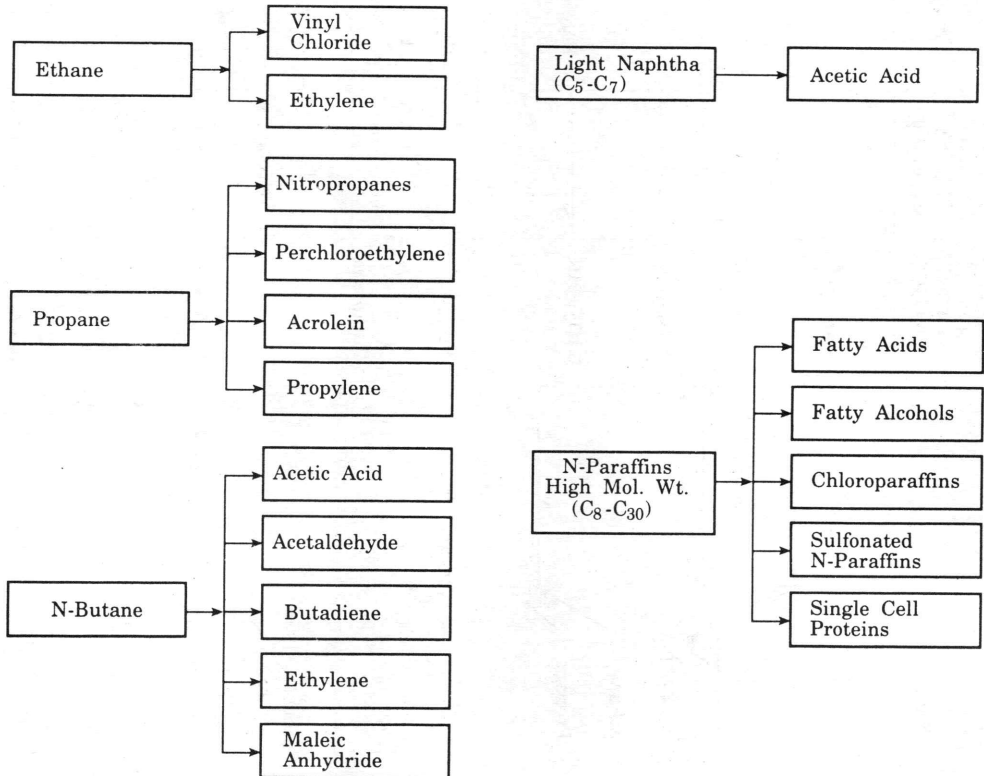 Ethane
Vinyl
Chloride
Ethylene
Propane
Nitropropanes
Perchloroethylene
Acrolein
Propylene
N-Butane
Acetic Acid
Acetaldehyde
Butadiene
Ethylene
Maleic
Anhydride
Light Naphtha
(C₅-C₇)
Acetic Acid
N-Paraffins
High Mol. Wt.
(C₈-C₃₀)
Fatty Acids
Fatty Alcohols
Chloroparaffins
Sulfonated
N-Paraffins
Single Cell
Proteins